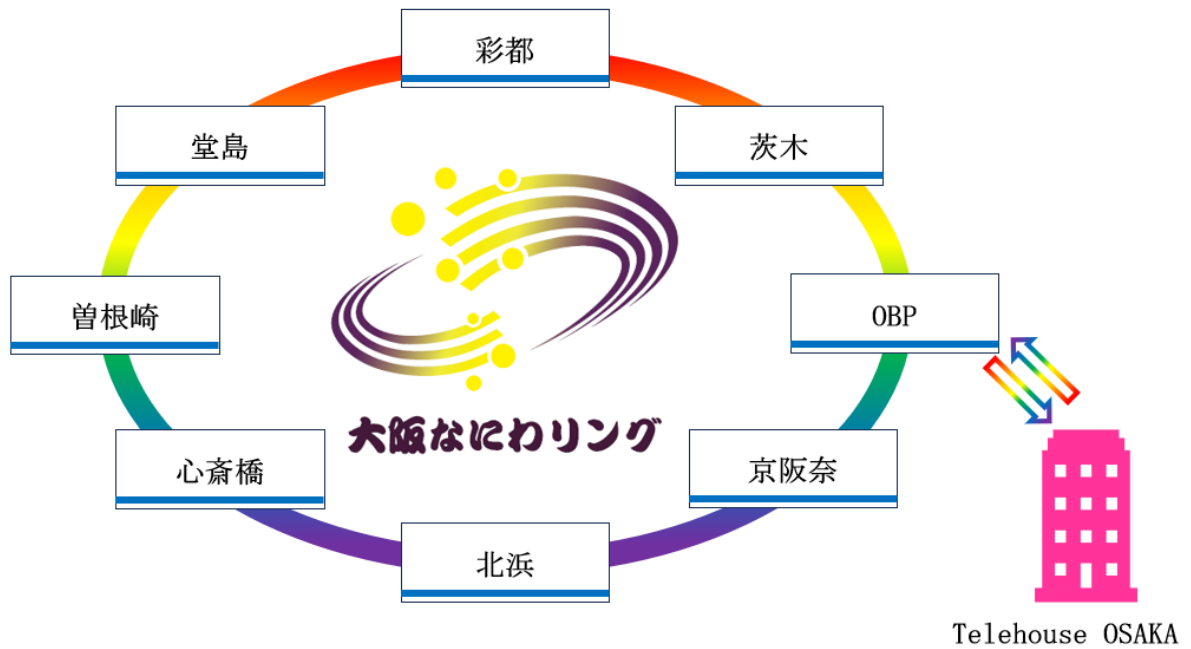 彩都
堂島
茨木
曽根崎
OBP
大阪なにわリング
心斎橋
京阪奈
北浜
Telehouse OSAKA